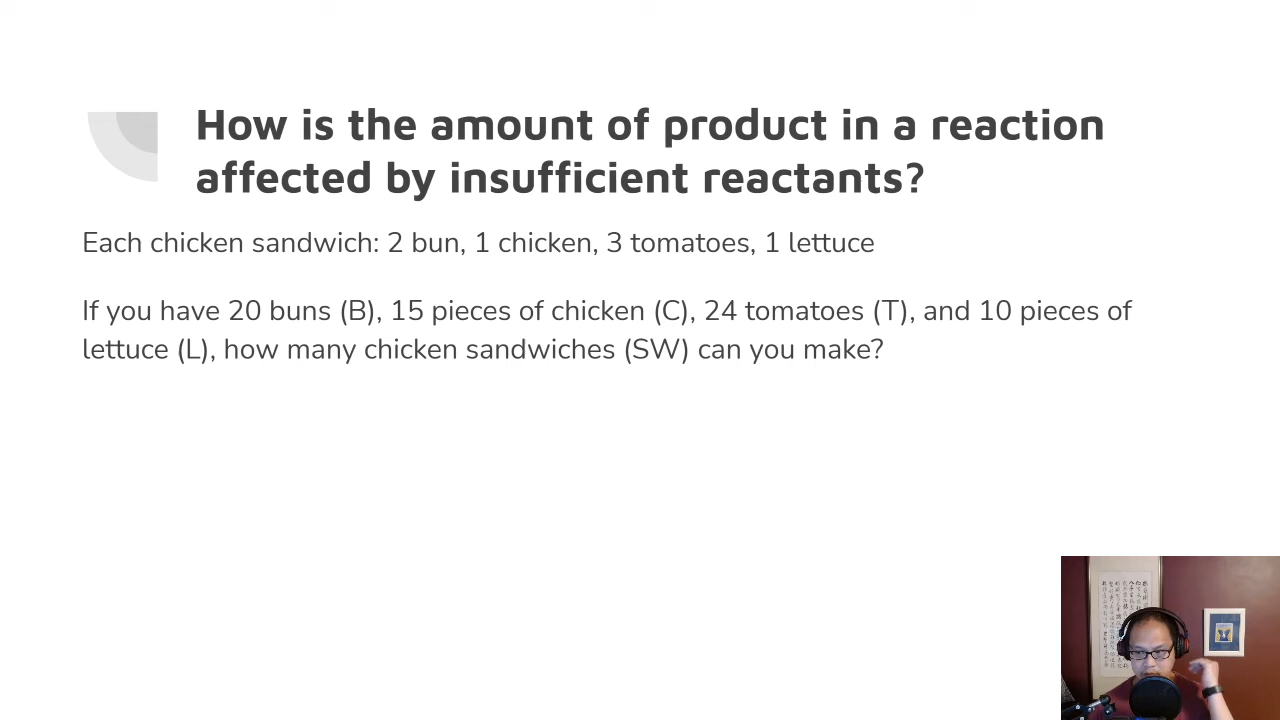 How is the amount of product in a reaction
affected by insufficient reactants?
Each chicken sandwich: 2 bun, 1 chicken, 3 tomatoes, 1 lettuce
If you have 20 buns (B), 15 pieces of chicken (C), 24 tomatoes (T), and 10 pieces of
lettuce (L), how many chicken sandwiches (SW) can you make?